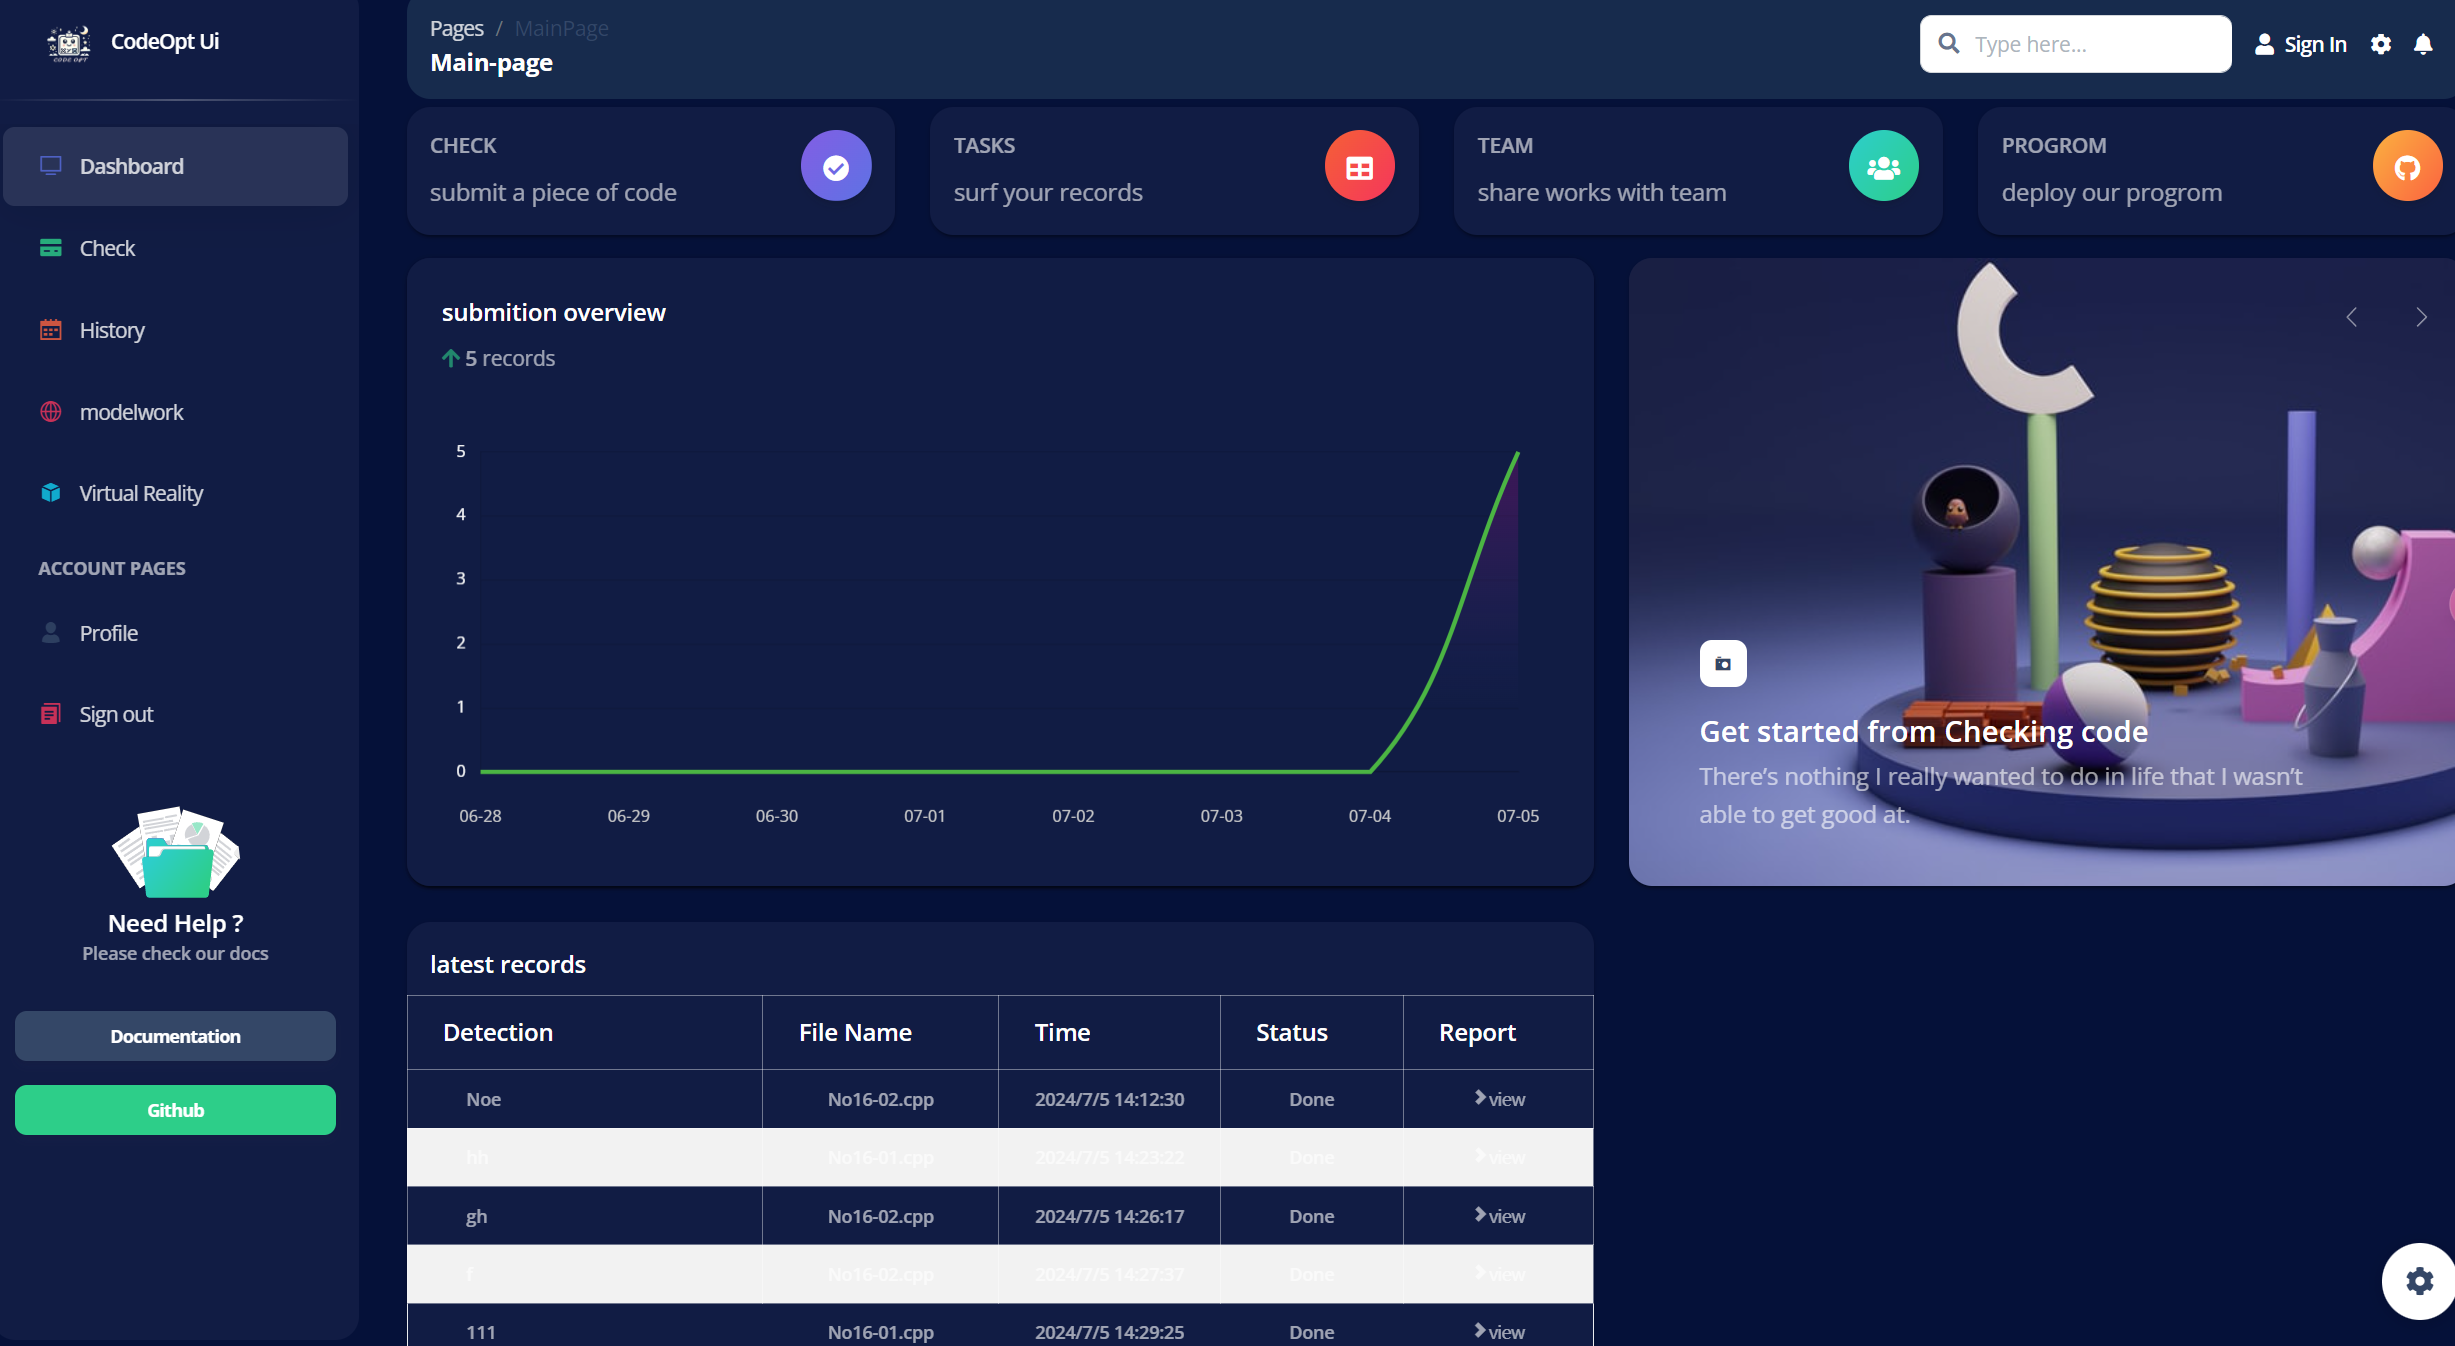 CODE OPT
CodeOpt Ui
Dashboard
Check
History
modelwork
Virtual Reality
ACCOUNT PAGES
Profile
Sign out
Need Help ?
Please check our docs
Documentation
Github
Pages / MainPage
Main-page
Type here...
Sign In
CHECK
submit a piece of code
TASKS
surf your records
TEAM
share works with team
PROGROM
deploy our progrom
submition overview
5 records
5
4
3
2
1
0
06-28 06-29 06-30 07-01 07-02 07-03 07-04 07-05
Get started from Checking code
There’s nothing I really wanted to do in life that I wasn’t
able to get good at.
latest records
Detection File Name Time Status Report
Noe No16-02.cpp 2024/7/5 14:12:30 Done view
hh No16-01.cpp 2024/7/5 14:23:22 Done view
gh No16-02.cpp 2024/7/5 14:26:17 Done view
f No16-02.cpp 2024/7/5 14:27:37 Done view
111 No16-01.cpp 2024/7/5 14:29:25 Done view